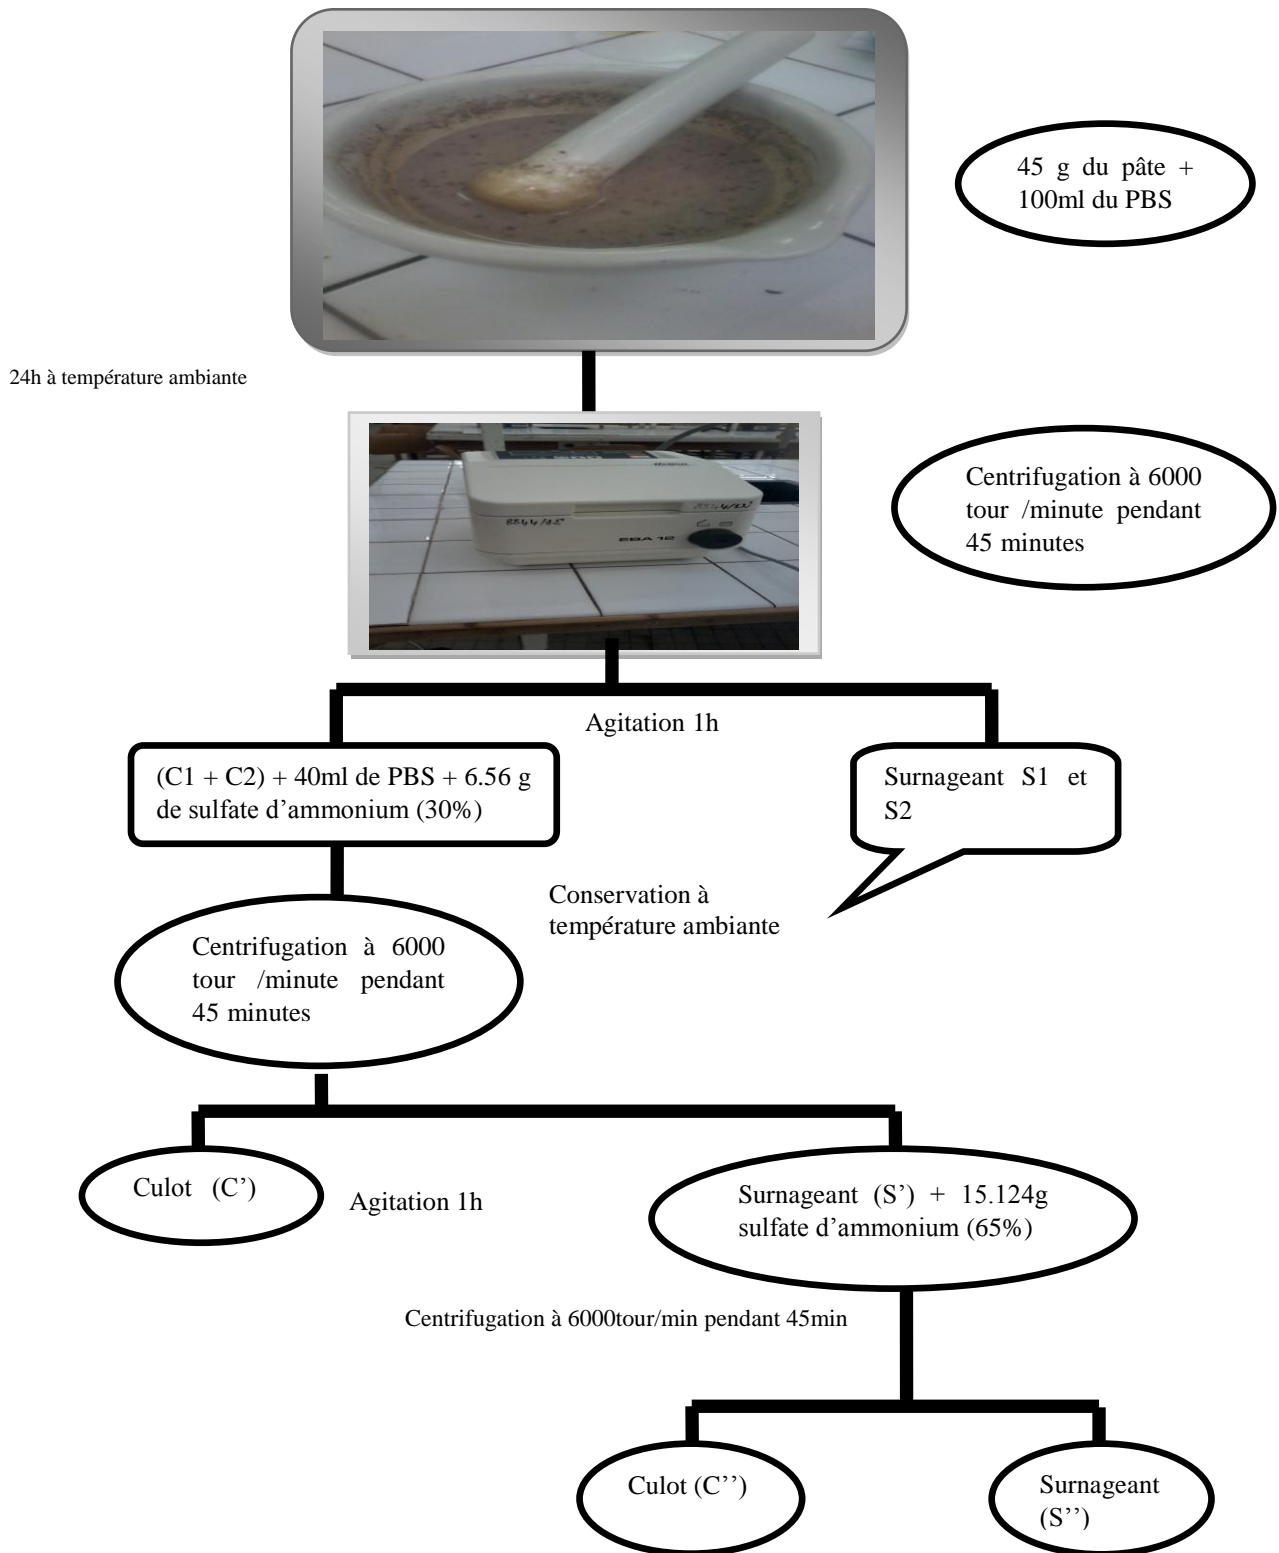 45 g du pâte +
100ml du PBS
24h à température ambiante
8844/85
EBA 12
Centrifugation à 6000
tour /minute pendant
45 minutes
Agitation 1h
(C1 + C2) + 40ml de PBS + 6.56 g
de sulfate d’ammonium (30%)
Surnageant S1 et
S2
Conservation à
température ambiante
Centrifugation à 6000
tour /minute pendant
45 minutes
Culot (C’)
Agitation 1h
Surnageant (S’) + 15.124g
sulfate d’ammonium (65%)
Centrifugation à 6000tour/min pendant 45min
Culot (C’’)
Surnageant
(S’’)